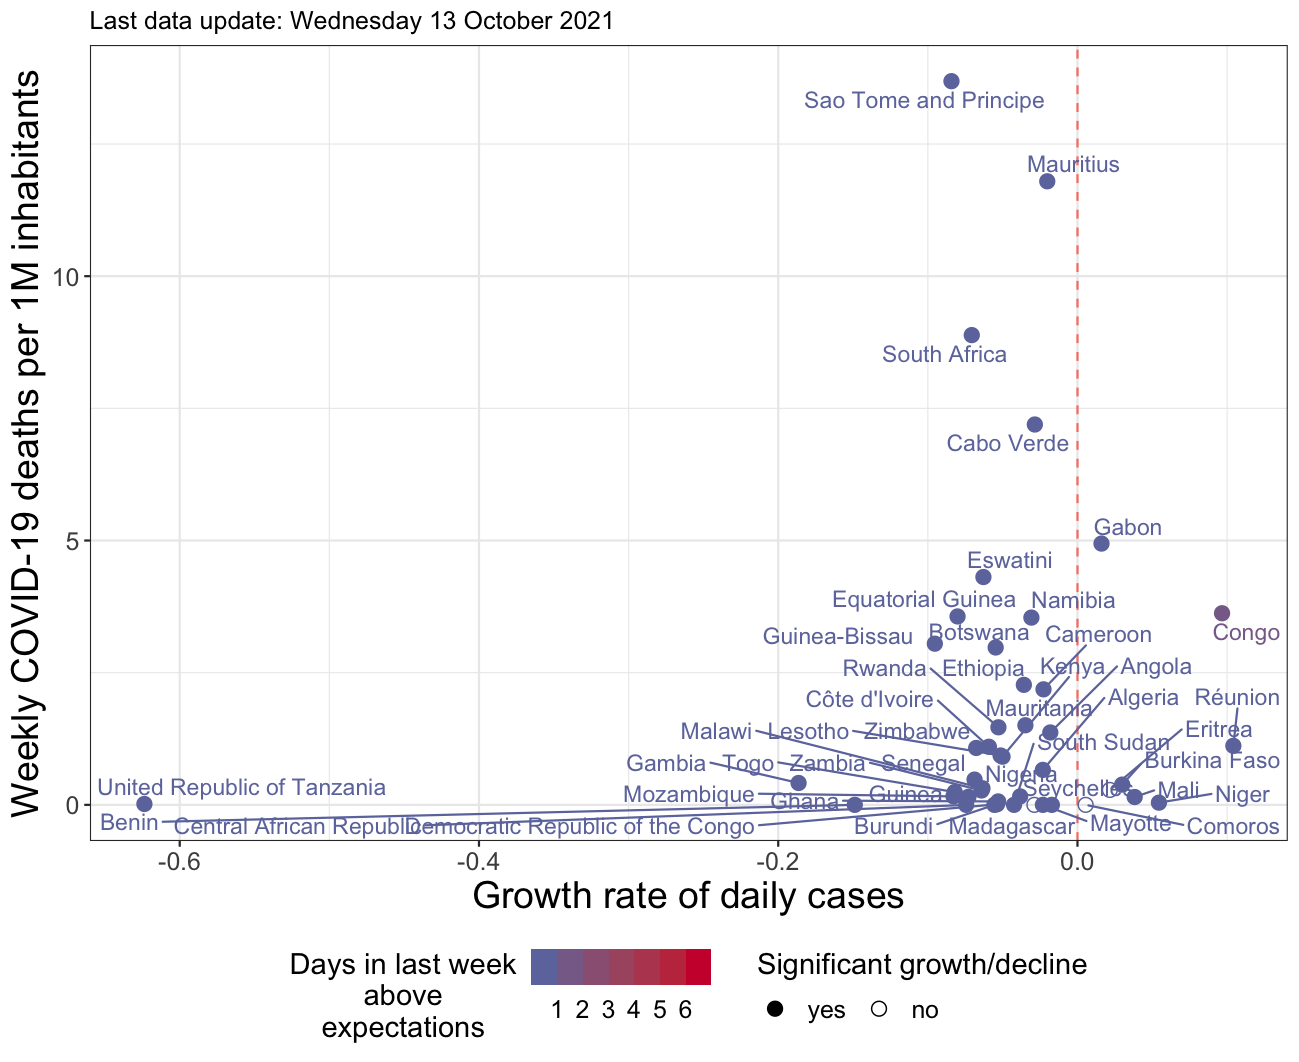 Last data update: Wednesday 13 October 2021
Weekly COVID-19 deaths per 1M inhabitants
10
5
0
Sao Tome and Principe
Mauritius
South Africa
Cabo Verde
Gabon
Eswatini
Equatorial Guinea
Namibia
Congo
Guinea-Bissau
Botswana
Cameroon
Rwanda
Ethiopia
Kenya
Angola
Côte d'Ivoire
Mauritania
Algeria
Réunion
Malawi
Lesotho
Zimbabwe
South Sudan
Eritrea
Gambia
Togo
Zambia
Senegal
Nigeria
Burkina Faso
United Republic of Tanzania
Mozambique
Ghana
Guinea
Seychelles
Mali
Niger
Benin
Central African Republic
Democratic Republic of the Congo
Burundi
Madagascar
Mayotte
Comoros
-0.6
-0.4
-0.2
0.0
Growth rate of daily cases
Days in last week
above
expectations
1 2 3 4 5 6
Significant growth/decline
yes
no